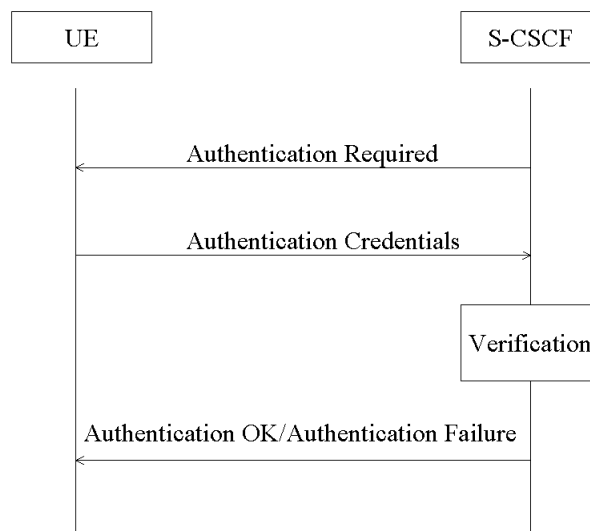 UE
S-CSCF
Authentication Required
Authentication Credentials
Verification
Authentication OK/Authentication Failure